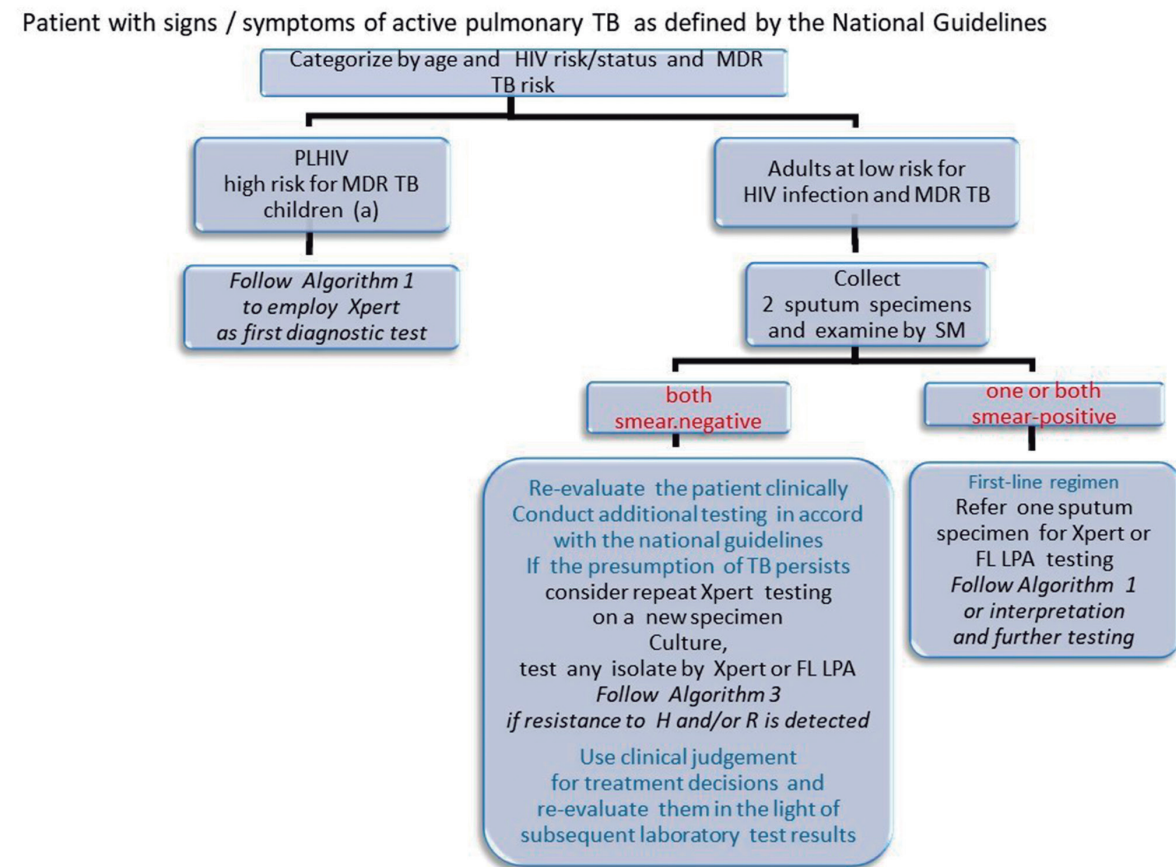 Patient with signs / symptoms of active pulmonary TB as defined by the National Guidelines
Categorize by age and HIV risk/status and MDR
TB risk
PLHIV
high risk for MDR TB
children (a)
Follow Algorithm 1
to employ Xpert
as first diagnostic test
Adults at low risk for
HIV infection and MDR TB
Collect
2 sputum specimens
and examine by SM
both
smear.negative
Re-evaluate the patient clinically
Conduct additional testing in accord
with the national guidelines
If the presumption of TB persists
consider repeat Xpert testing
on a new specimen
Culture,
test any isolate by Xpert or FL LPA
Follow Algorithm 3
if resistance to H and/or R is detected
Use clinical judgement
for treatment decisions and
re-evaluate them in the light of
subsequent laboratory test results
one or both
smear-positive
First-line regimen
Refer one sputum
specimen for Xpert or
FL LPA testing
Follow Algorithm 1
or interpretation
and further testing